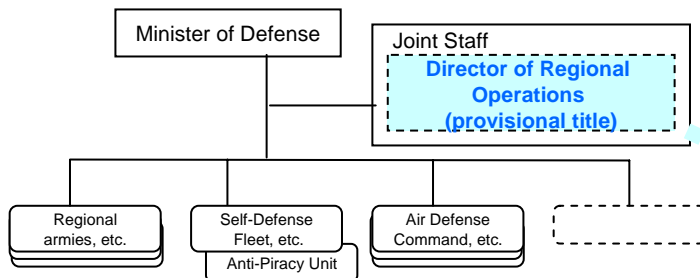 Minister of Defense
Joint Staff
Director of Regional
Operations
(provisional title)
Regional
armies, etc.
Self-Defense
Fleet, etc.
Anti-Piracy Unit
Air Defense
Command, etc.